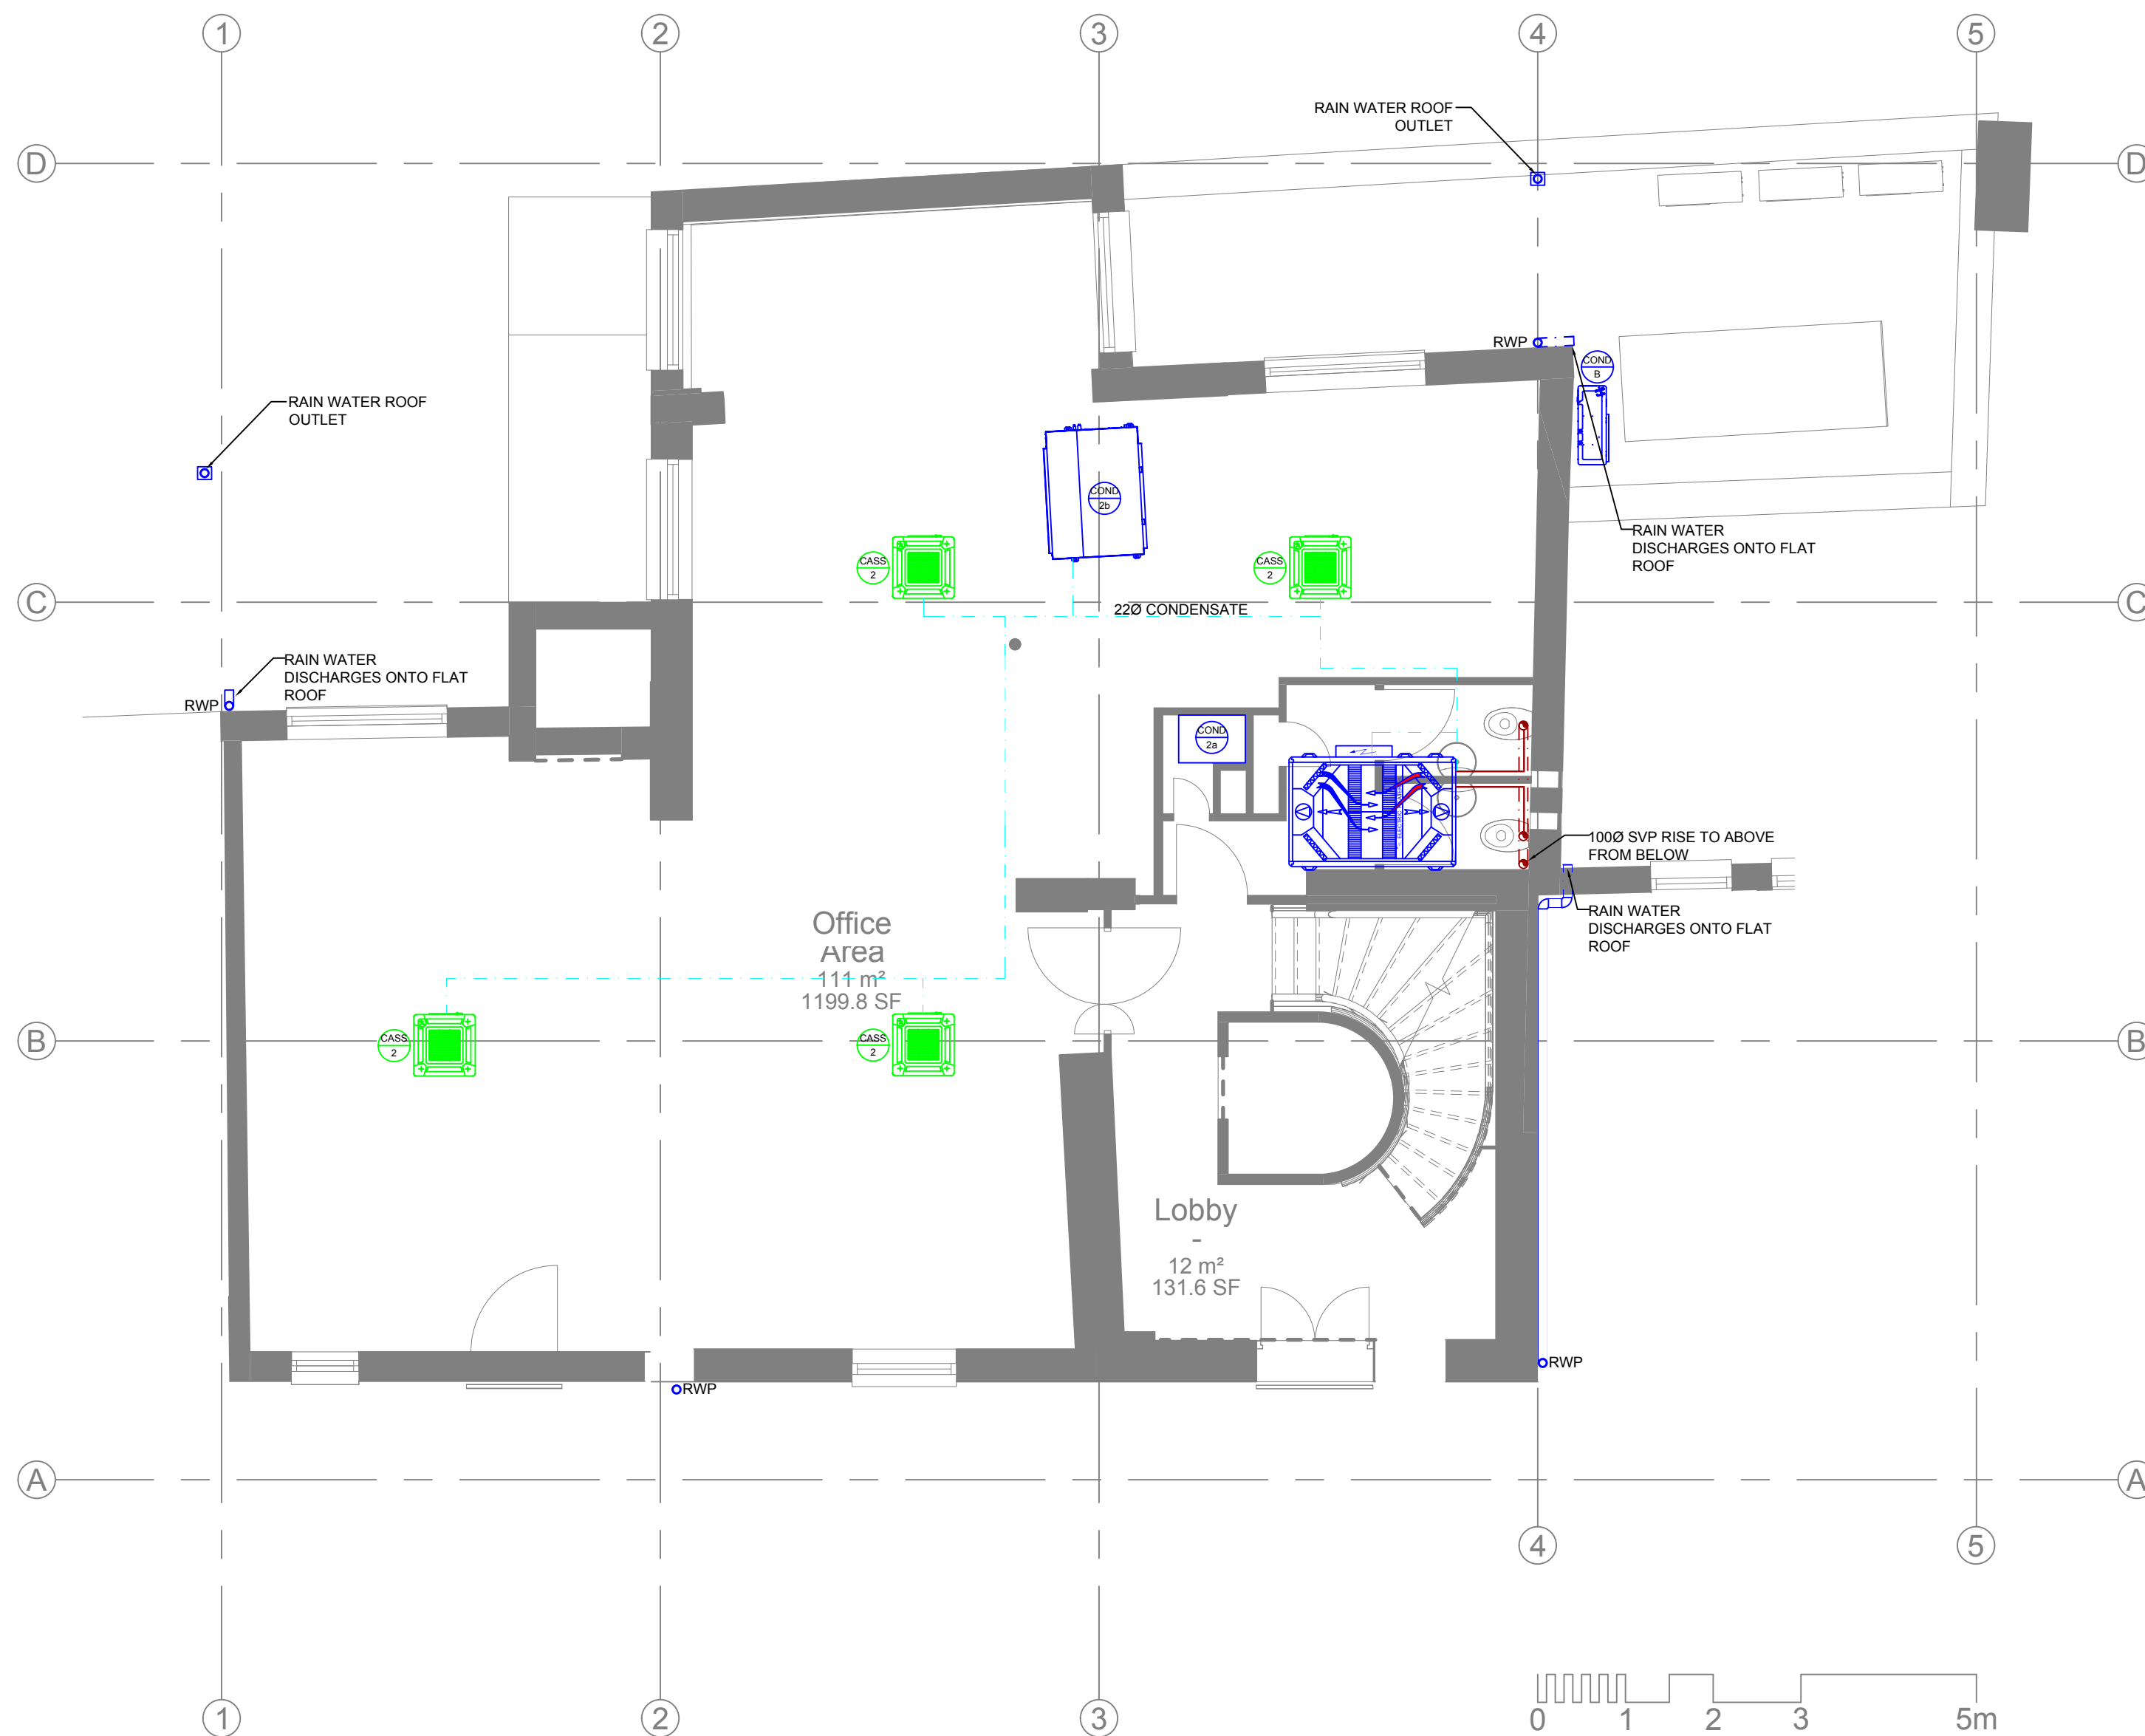 1
2
3
4
5
D
D
RAIN WATER ROOF
OUTLET
RWP
COND
B
RAIN WATER ROOF
OUTLET
COND
2b
RAIN WATER
DISCHARGES ONTO FLAT
ROOF
CASS
2
CASS
2
C
C
22Ø CONDENSATE
RAIN WATER
DISCHARGES ONTO FLAT
ROOF
RWP
COND
2a
100Ø SVP RISE TO ABOVE
FROM BELOW
RAIN WATER
DISCHARGES ONTO FLAT
ROOF
Office
Area
111 m²
1199.8 SF
CASS
2
CASS
2
B
B
Lobby
-
12 m²
131.6 SF
RWP
RWP
A
A
4
5
1
2
3
0
1
2
3
5m